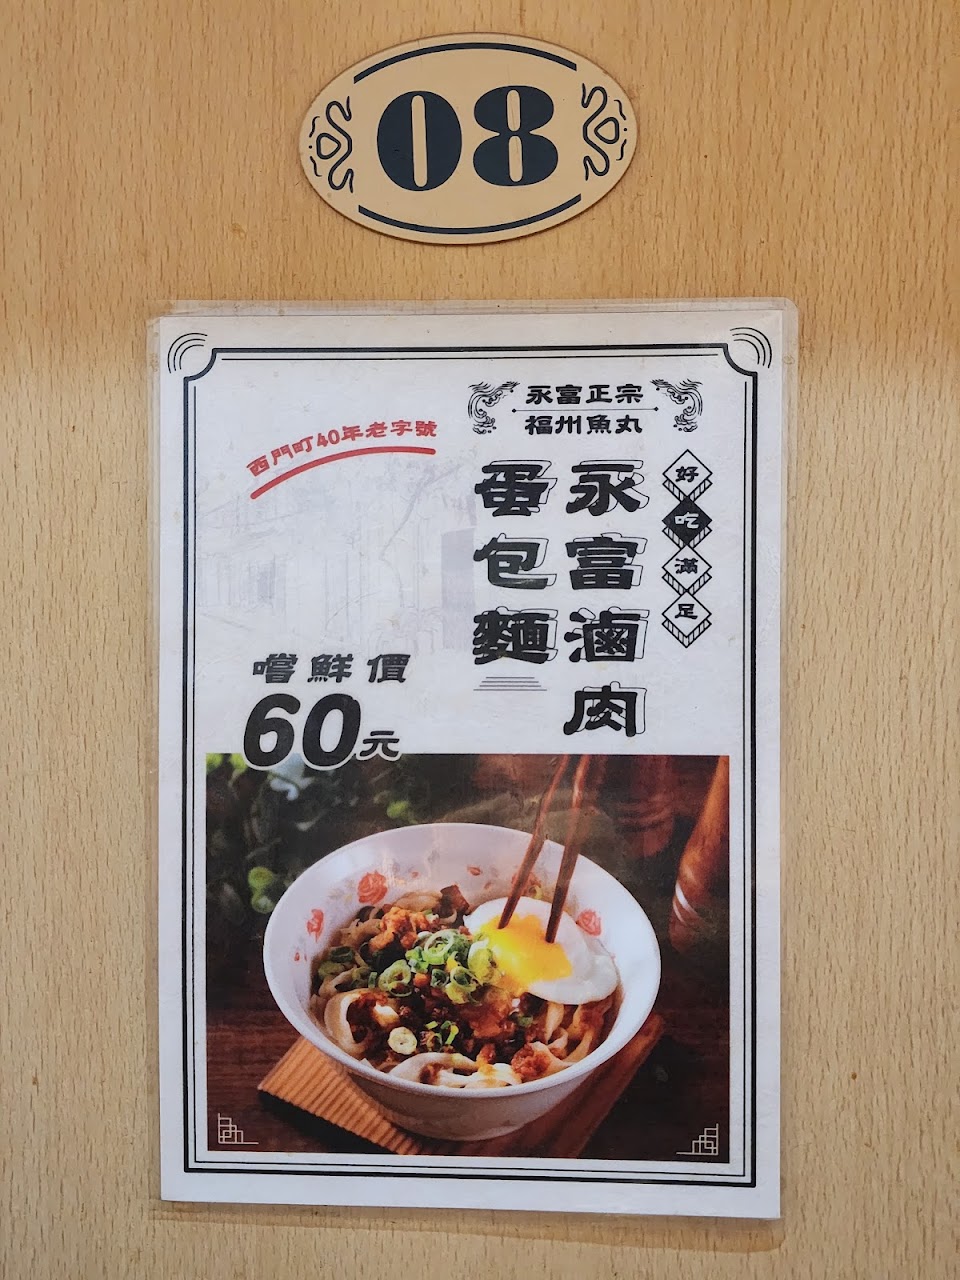 08
永富正宗
福州魚丸
西門町40年老字號
好吃滿足
永富滷肉
蛋包麵
嚐鮮價
60元